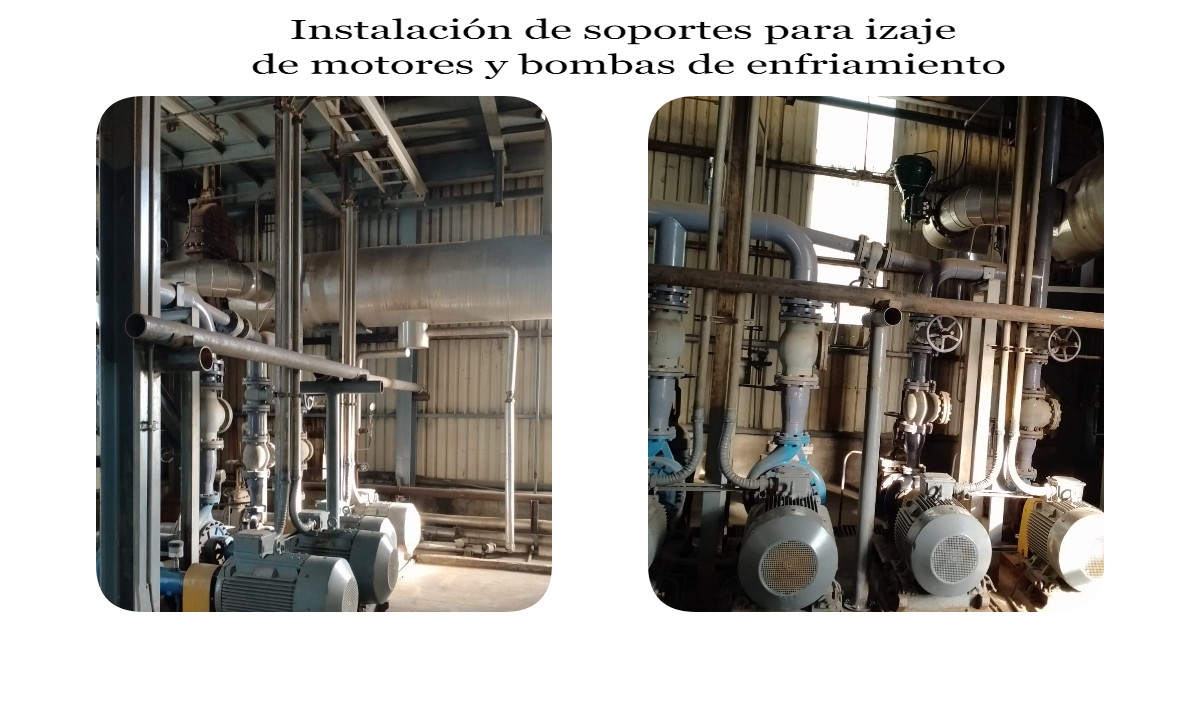 Instalación de soportes para izaje
de motores y bombas de enfriamiento